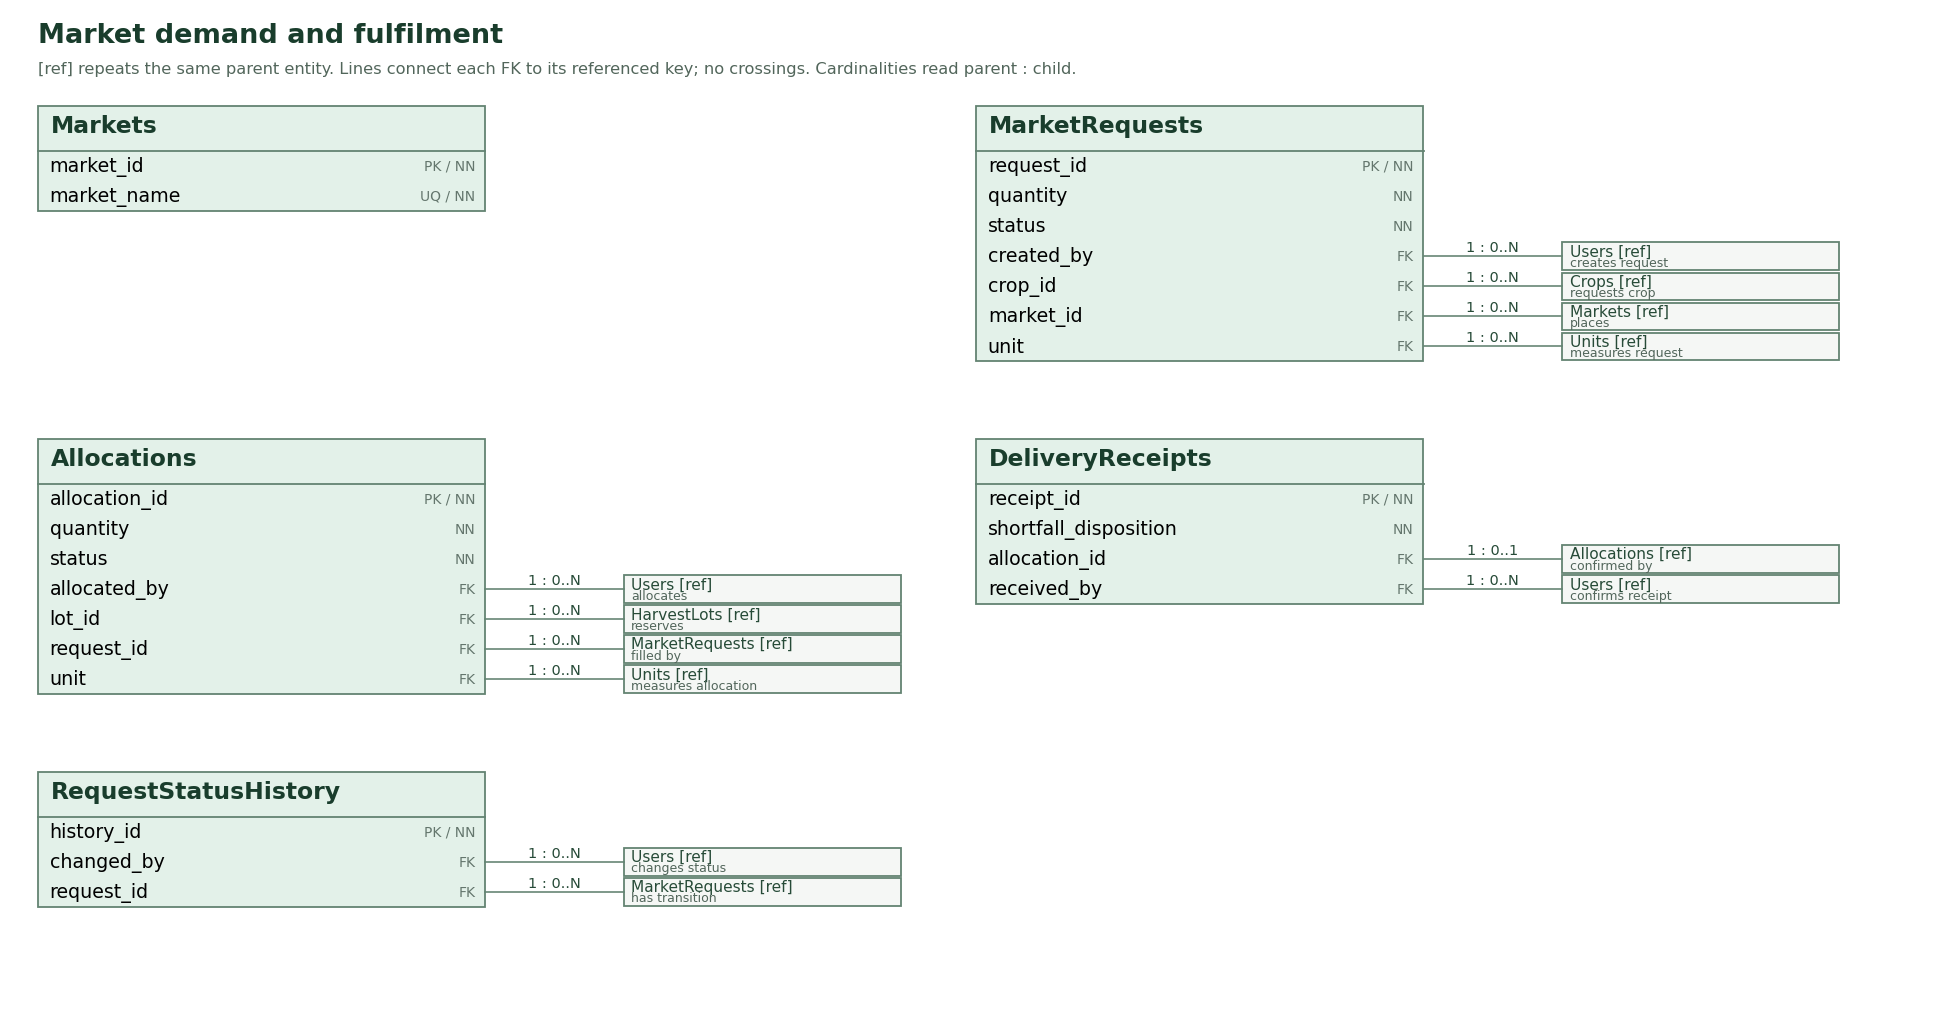 Market demand and fulfilment
[ref] repeats the same parent entity. Lines connect each FK to its referenced key; no crossings. Cardinalities read parent : child.
Markets
market_id PK / NN
market_name UQ / NN
MarketRequests
request_id PK / NN
quantity NN
status NN
created_by FK 1 : 0..N Users [ref]
creates request
crop_id FK 1 : 0..N Crops [ref]
requests crop
market_id FK 1 : 0..N Markets [ref]
places
unit FK 1 : 0..N Units [ref]
measures request
Allocations
allocation_id PK / NN
quantity NN
status NN
allocated_by FK 1 : 0..N Users [ref]
allocates
lot_id FK 1 : 0..N HarvestLots [ref]
reserves
request_id FK 1 : 0..N MarketRequests [ref]
filled by
unit FK 1 : 0..N Units [ref]
measures allocation
DeliveryReceipts
receipt_id PK / NN
shortfall_disposition NN
allocation_id FK 1 : 0..1 Allocations [ref]
confirmed by
received_by FK 1 : 0..N Users [ref]
confirms receipt
RequestStatusHistory
history_id PK / NN
changed_by FK 1 : 0..N Users [ref]
changes status
request_id FK 1 : 0..N MarketRequests [ref]
has transition